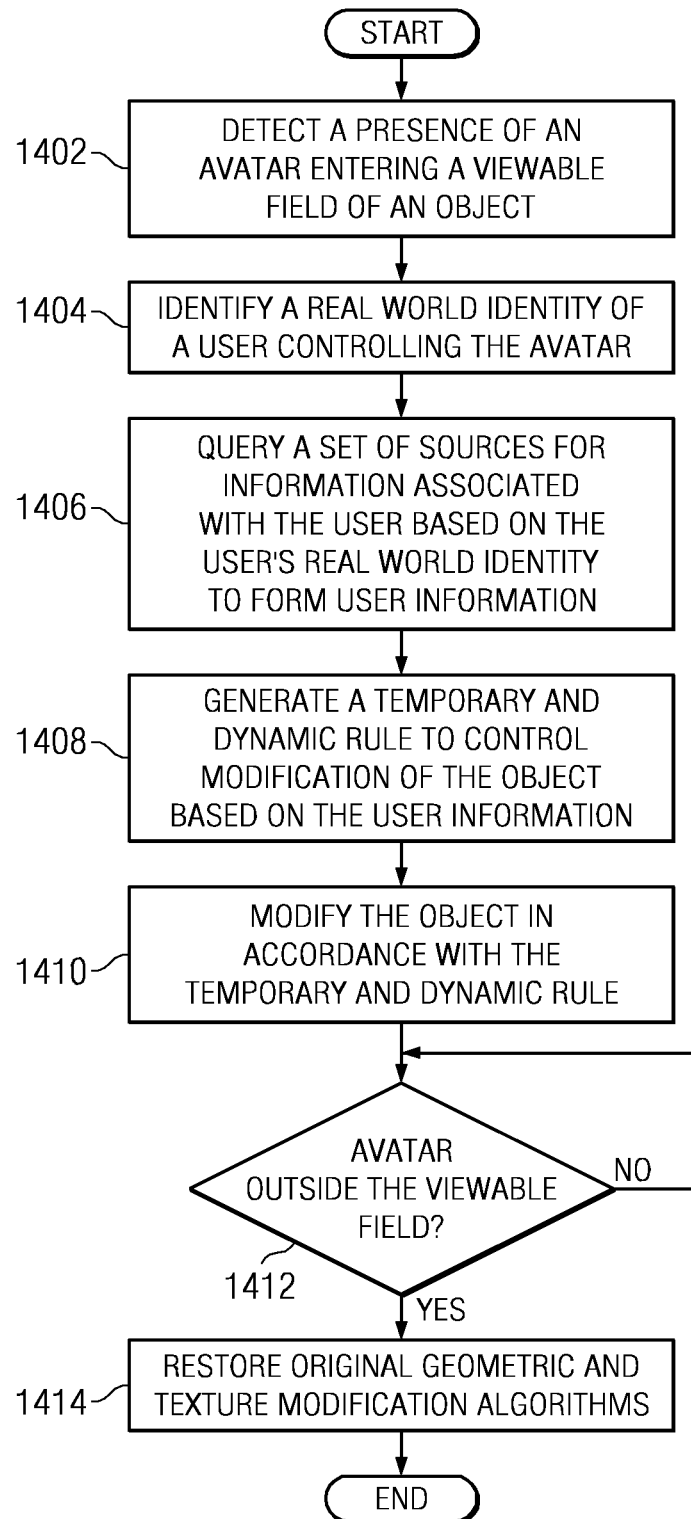 START
1402
DETECT A PRESENCE OF AN
AVATAR ENTERING A VIEWABLE
FIELD OF AN OBJECT
1404
IDENTIFY A REAL WORLD IDENTITY OF
A USER CONTROLLING THE AVATAR
1406
QUERY A SET OF SOURCES FOR
INFORMATION ASSOCIATED
WITH THE USER BASED ON THE
USER'S REAL WORLD IDENTITY
TO FORM USER INFORMATION
1408
GENERATE A TEMPORARY AND
DYNAMIC RULE TO CONTROL
MODIFICATION OF THE OBJECT
BASED ON THE USER INFORMATION
1410
MODIFY THE OBJECT IN
ACCORDANCE WITH THE
TEMPORARY AND DYNAMIC RULE
AVATAR
OUTSIDE THE VIEWABLE
FIELD?
NO
1412
YES
1414
RESTORE ORIGINAL GEOMETRIC AND
TEXTURE MODIFICATION ALGORITHMS
END